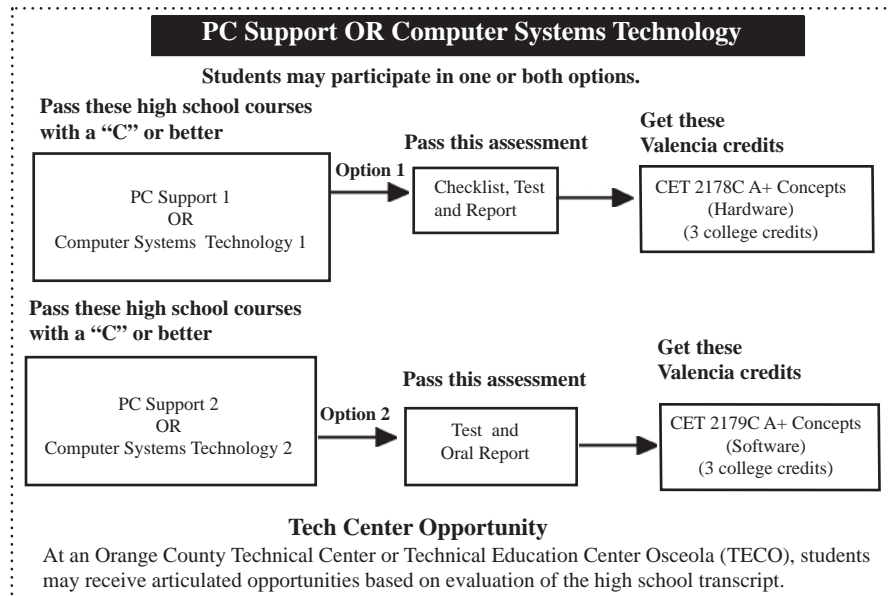 PC Support OR Computer Systems Technology
Students may participate in one or both options.
Pass these high school courses
with a “C” or better
PC Support 1
OR
Computer Systems Technology 1
Option 1
Pass this assessment
Checklist, Test
and Report
Get these
Valencia credits
CET 2178C A+ Concepts
(Hardware)
(3 college credits)
Pass these high school courses
with a “C” or better
PC Support 2
OR
Computer Systems Technology 2
Option 2
Pass this assessment
Test and
Oral Report
Get these
Valencia credits
CET 2179C A+ Concepts
(Software)
(3 college credits)
Tech Center Opportunity
At an Orange County Technical Center or Technical Education Center Osceola (TECO), students
may receive articulated opportunities based on evaluation of the high school transcript.